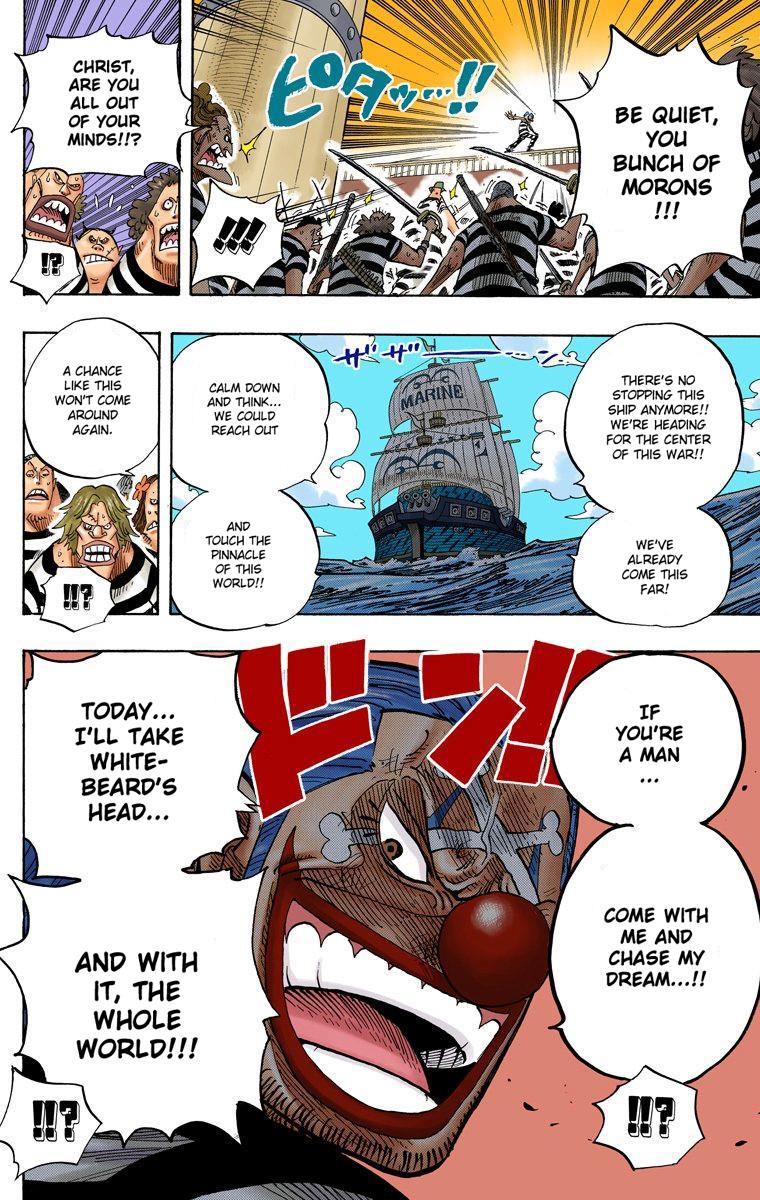 BE QUIET,
YOU
BUNCH OF
MORONS
!!!
ピタッ…!!
!!!
CHRIST,
ARE YOU
ALL OUT
OF YOUR
MINDS!!?
!?
THERE'S NO
STOPPING THIS
SHIP ANYMORE!!
WE'RE HEADING
FOR THE CENTER
OF THIS WAR!!
WE'VE
ALREADY
COME THIS
FAR!
ザザーーン…
MARINE
CALM DOWN
AND THINK...
WE COULD
REACH OUT
AND
TOUCH THE
PINNACLE
OF THIS
WORLD!!
A CHANCE
LIKE THIS
WON'T COME
AROUND
AGAIN.
!!?
IF
YOU'RE
A MAN
...
COME WITH
ME AND
CHASE MY
DREAM...!!
!!?
ドン!!
TODAY...
I'LL TAKE
WHITE-
BEARD'S
HEAD...
AND WITH
IT, THE
WHOLE
WORLD!!!
!!?